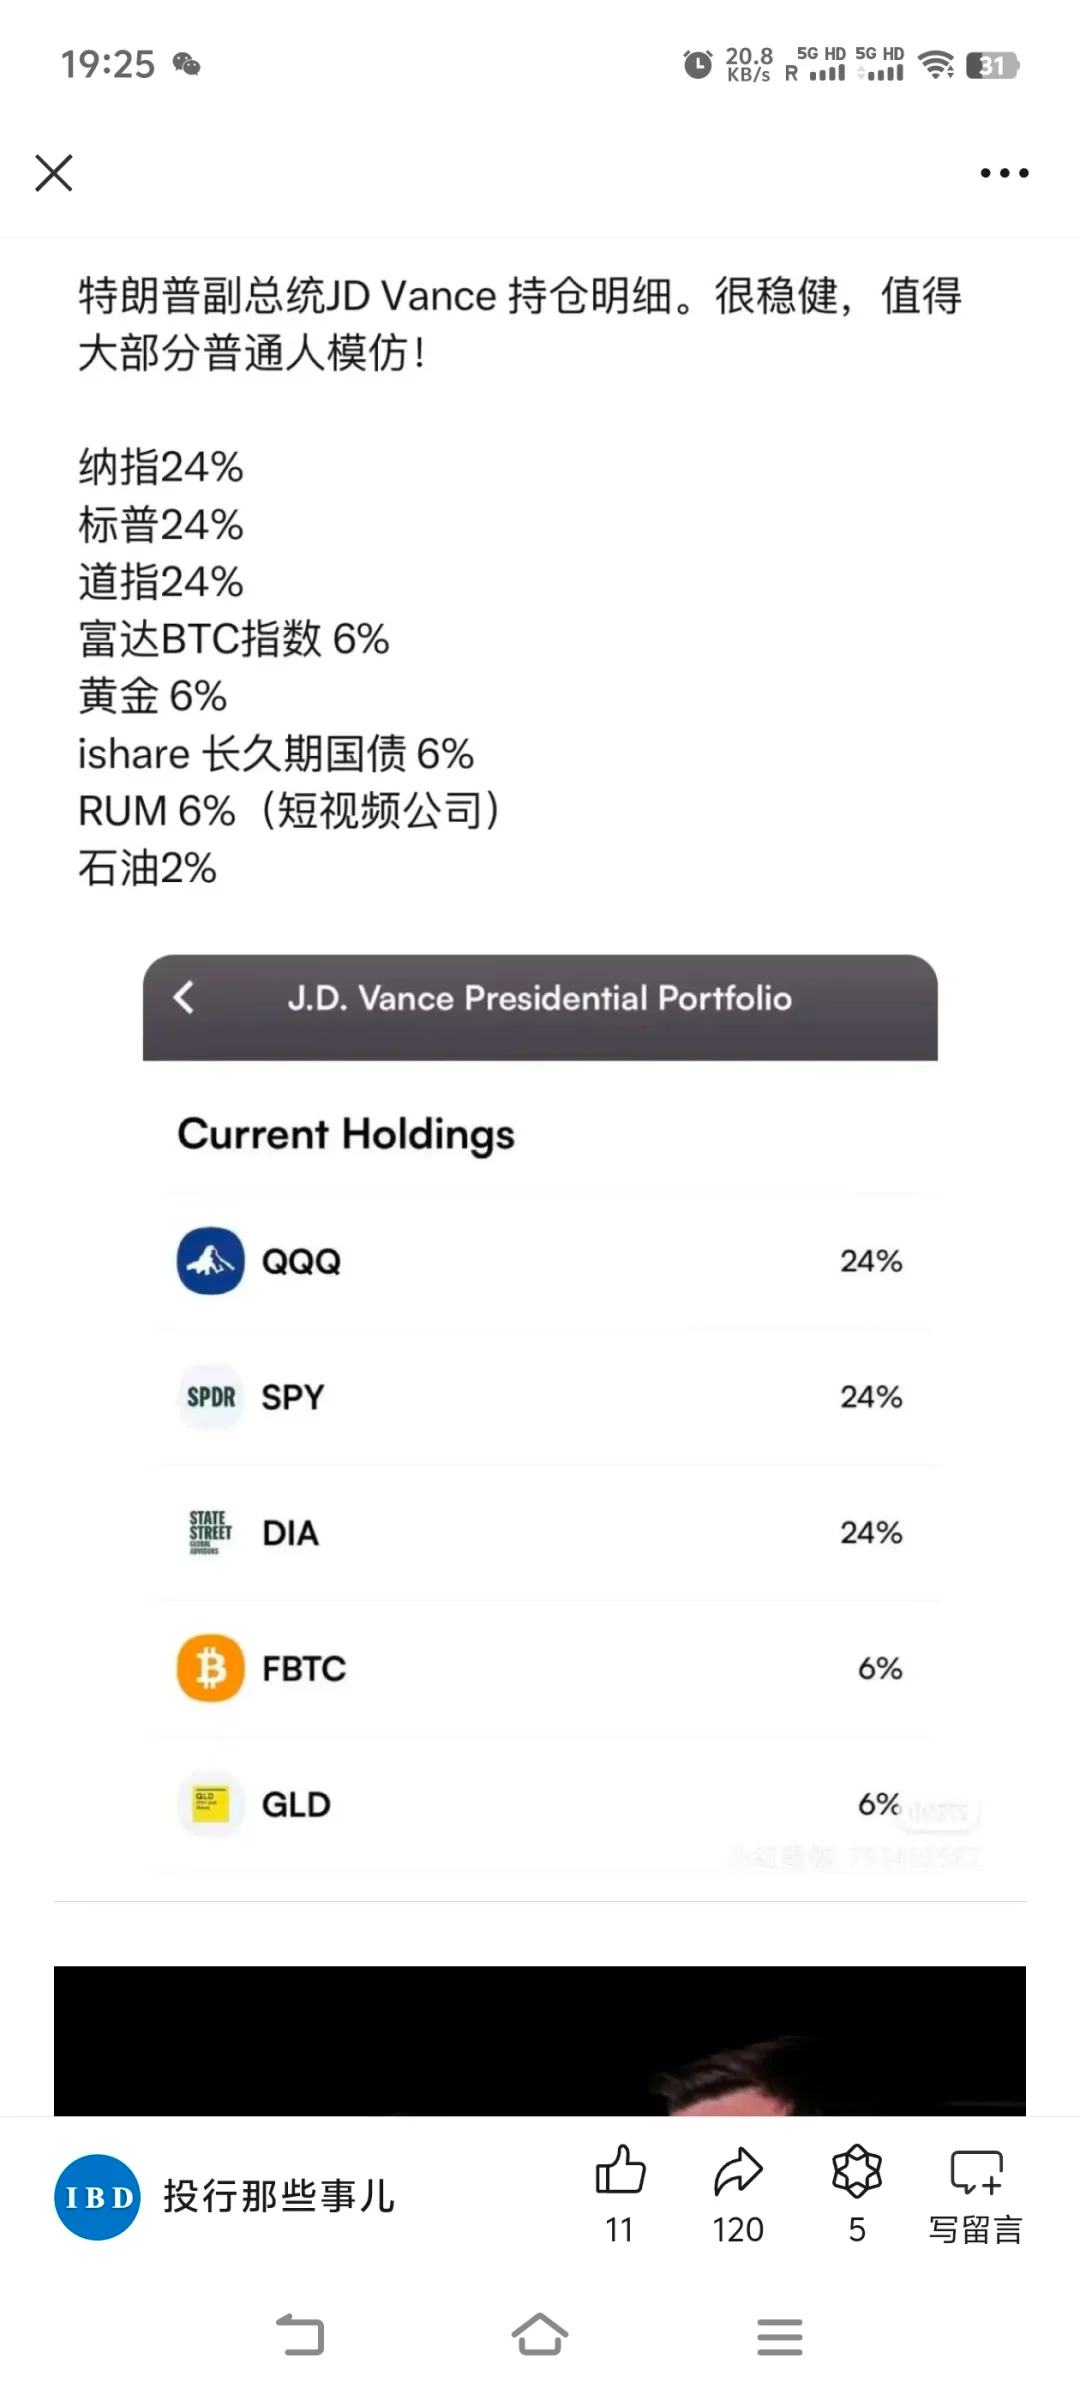 19:25
20.8
KB/s
R
5G HD
5G HD
31
特朗普副总统JD Vance 持仓明细。很稳健，值得
大部分普通人模仿！
纳指24%
标普24%
道指24%
富达BTC指数 6%
黄金 6%
ishare 长久期国债 6%
RUM 6%（短视频公司）
石油2%
J.D. Vance Presidential Portfolio
Current Holdings
QQQ 24%
SPDR SPY 24%
STATE
STREET
GLOBAL
ADVISORS
DIA 24%
FBTC 6%
GLD
GLD 6%
IBD 投行那些事儿
11
120
5
写留言